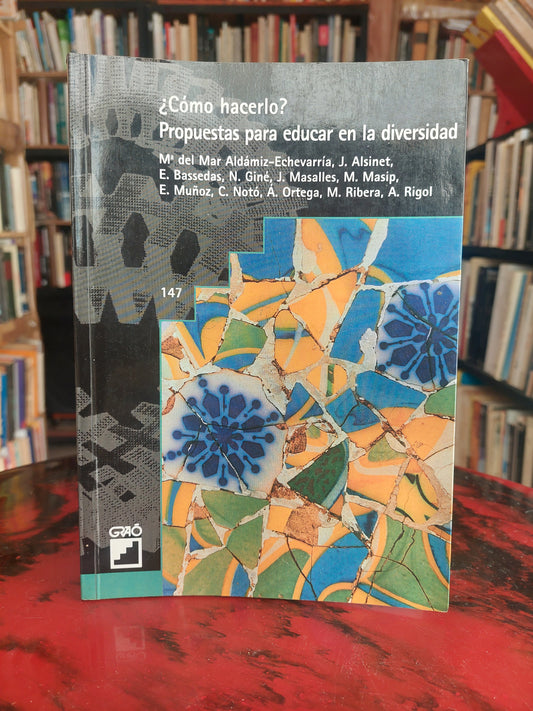 ¿Cómo hacerlo?
Propuestas para educar en la diversidad
Mª del Mar Aldámiz-Echevarría, J. Alsinet,
E. Bassedas, N. Giné, J. Masalles, M. Masip,
E. Muñoz, C. Notó, Á. Ortega, M. Ribera, A. Rigol
147
GRAÓ